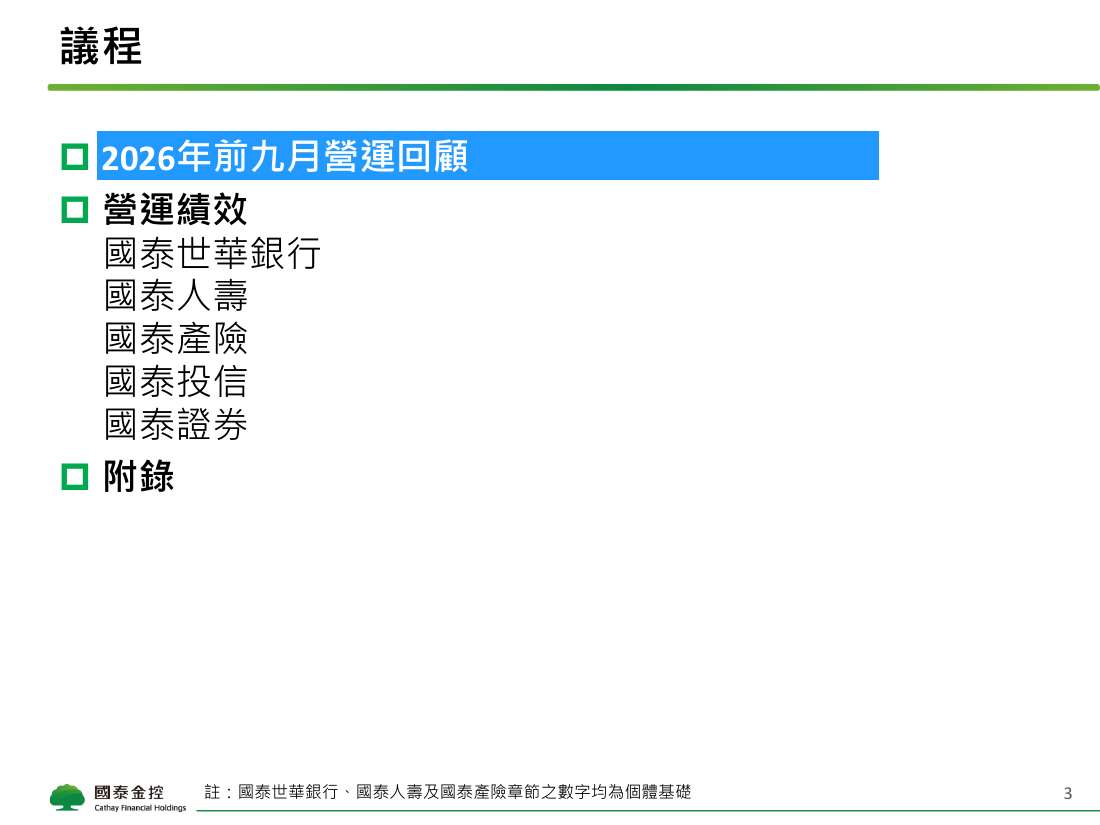 議程
2026年前九月營運回顧
營運績效
國泰世華銀行
國泰人壽
國泰產險
國泰投信
國泰證券
附錄
國泰金控
Cathay Financial Holdings
註：國泰世華銀行、國泰人壽及國泰產險章節之數字均為個體基礎
3